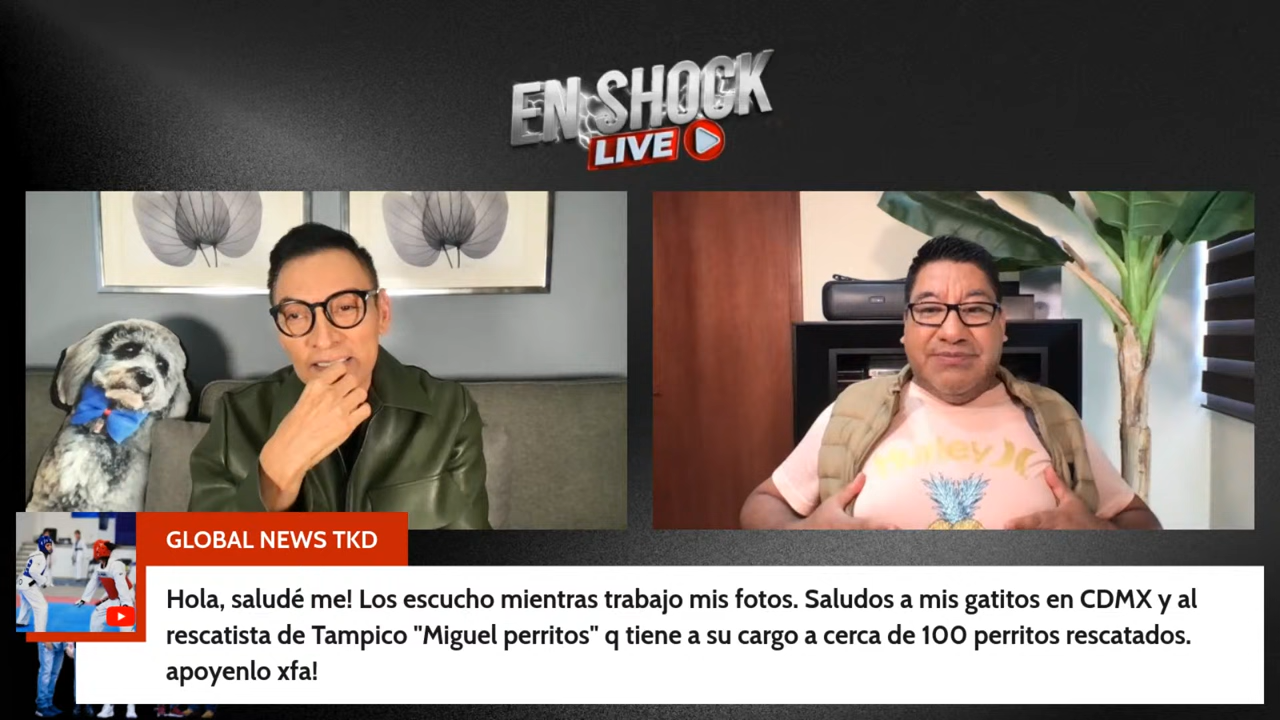 EN SHOCK
LIVE
Hurley
GLOBAL NEWS TKD
Hola, saludé me! Los escucho mientras trabajo mis fotos. Saludos a mis gatitos en CDMX y al
rescatista de Tampico "Miguel perritos" q tiene a su cargo a cerca de 100 perritos rescatados.
apoyenlo xfa!